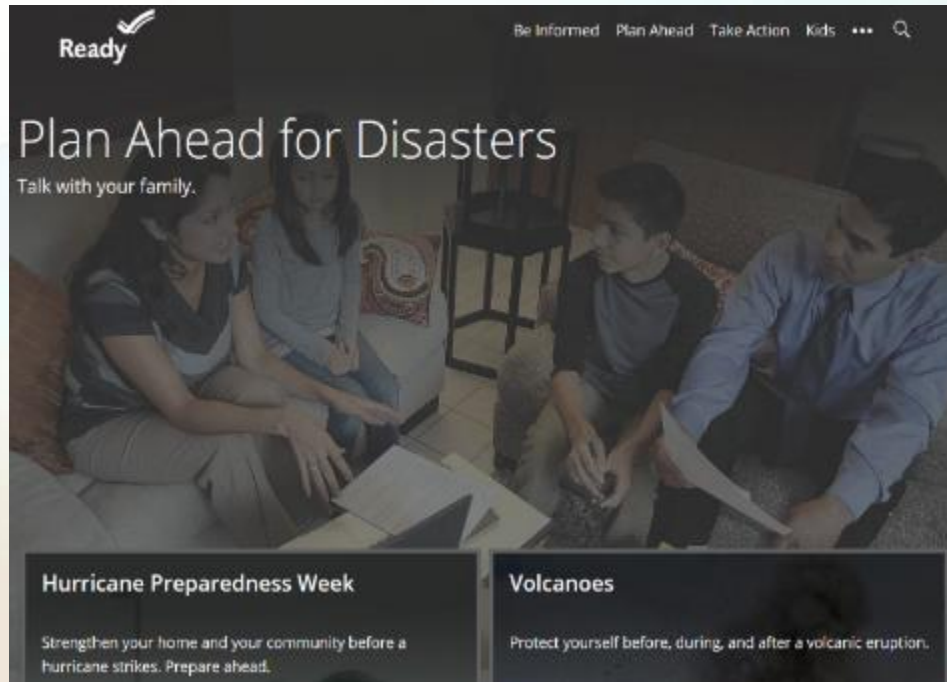 Ready
Be Informed Plan Ahead Take Action Kids •••
Plan Ahead for Disasters
Talk with your family.
Hurricane Preparedness Week
Strengthen your home and your community before a
hurricane strikes. Prepare ahead.
Volcanoes
Protect yourself before, during, and after a volcanic eruption.